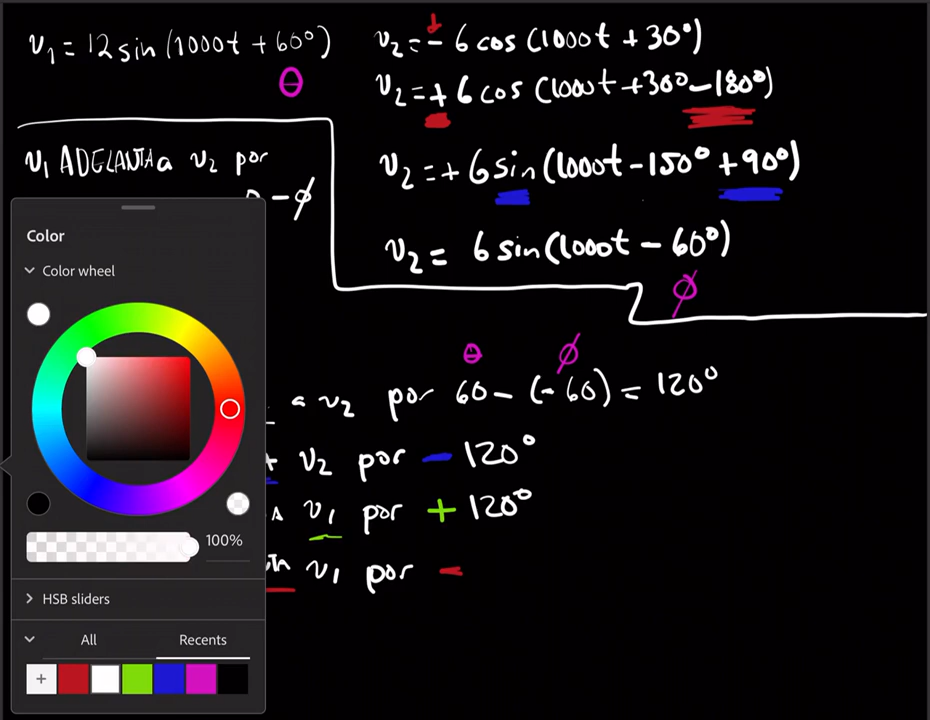 v₁ = 12 sin (1000t + 60°)
θ
v₂ = - 6 cos (1000t + 30°)
v₂ = + 6 cos (1000t + 30° - 180°)
v₂ = + 6 sin (1000t - 150° + 90°)
v₂ = 6 sin (1000t - 60°)
ϕ
v₁ ADELANTA a v₂ por
- ϕ
θ ϕ
a v₂ por 60 - (- 60) = 120°
v₂ por - 120°
v₁ por + 120°
v₁ por -
Color
Color wheel
100%
HSB sliders
All Recents
+